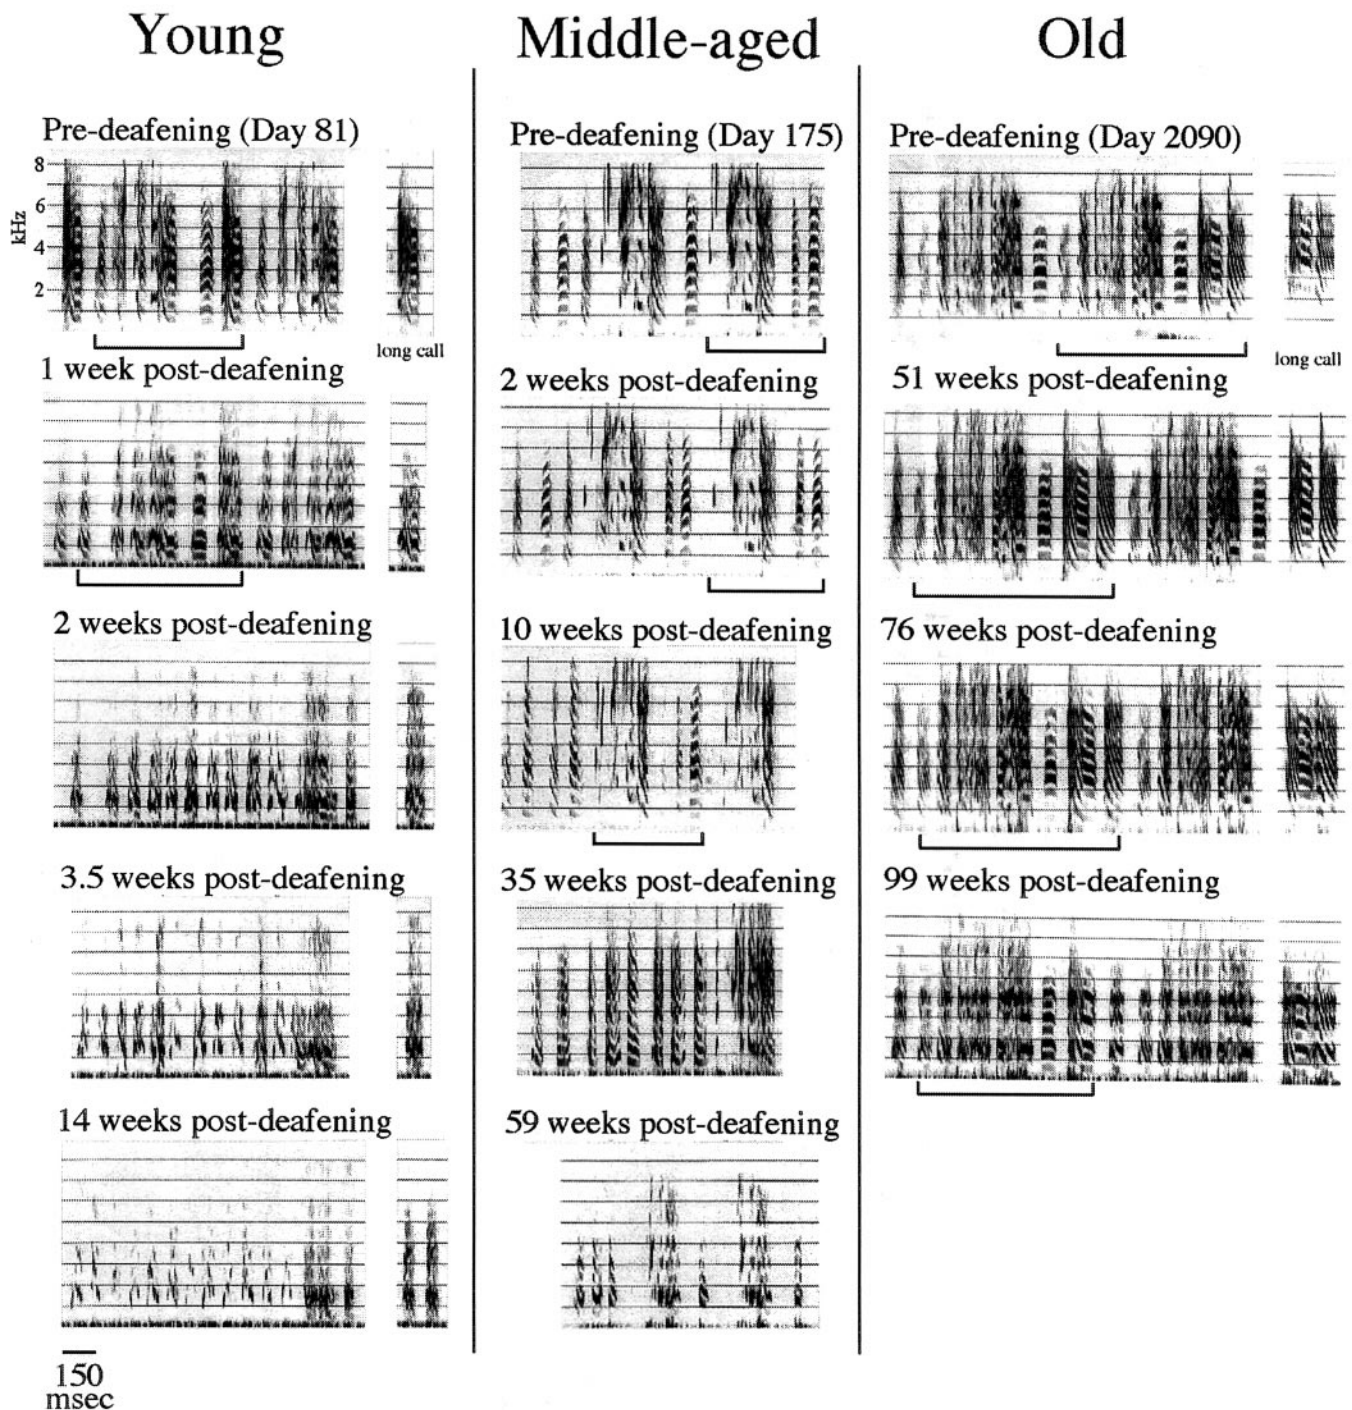 Young
Middle-aged
Old
Pre-deafening (Day 81)
8
6
4
2
kHz
long call
1 week post-deafening
2 weeks post-deafening
3.5 weeks post-deafening
14 weeks post-deafening
150
msec
Pre-deafening (Day 175)
2 weeks post-deafening
10 weeks post-deafening
35 weeks post-deafening
59 weeks post-deafening
Pre-deafening (Day 2090)
long call
51 weeks post-deafening
76 weeks post-deafening
99 weeks post-deafening